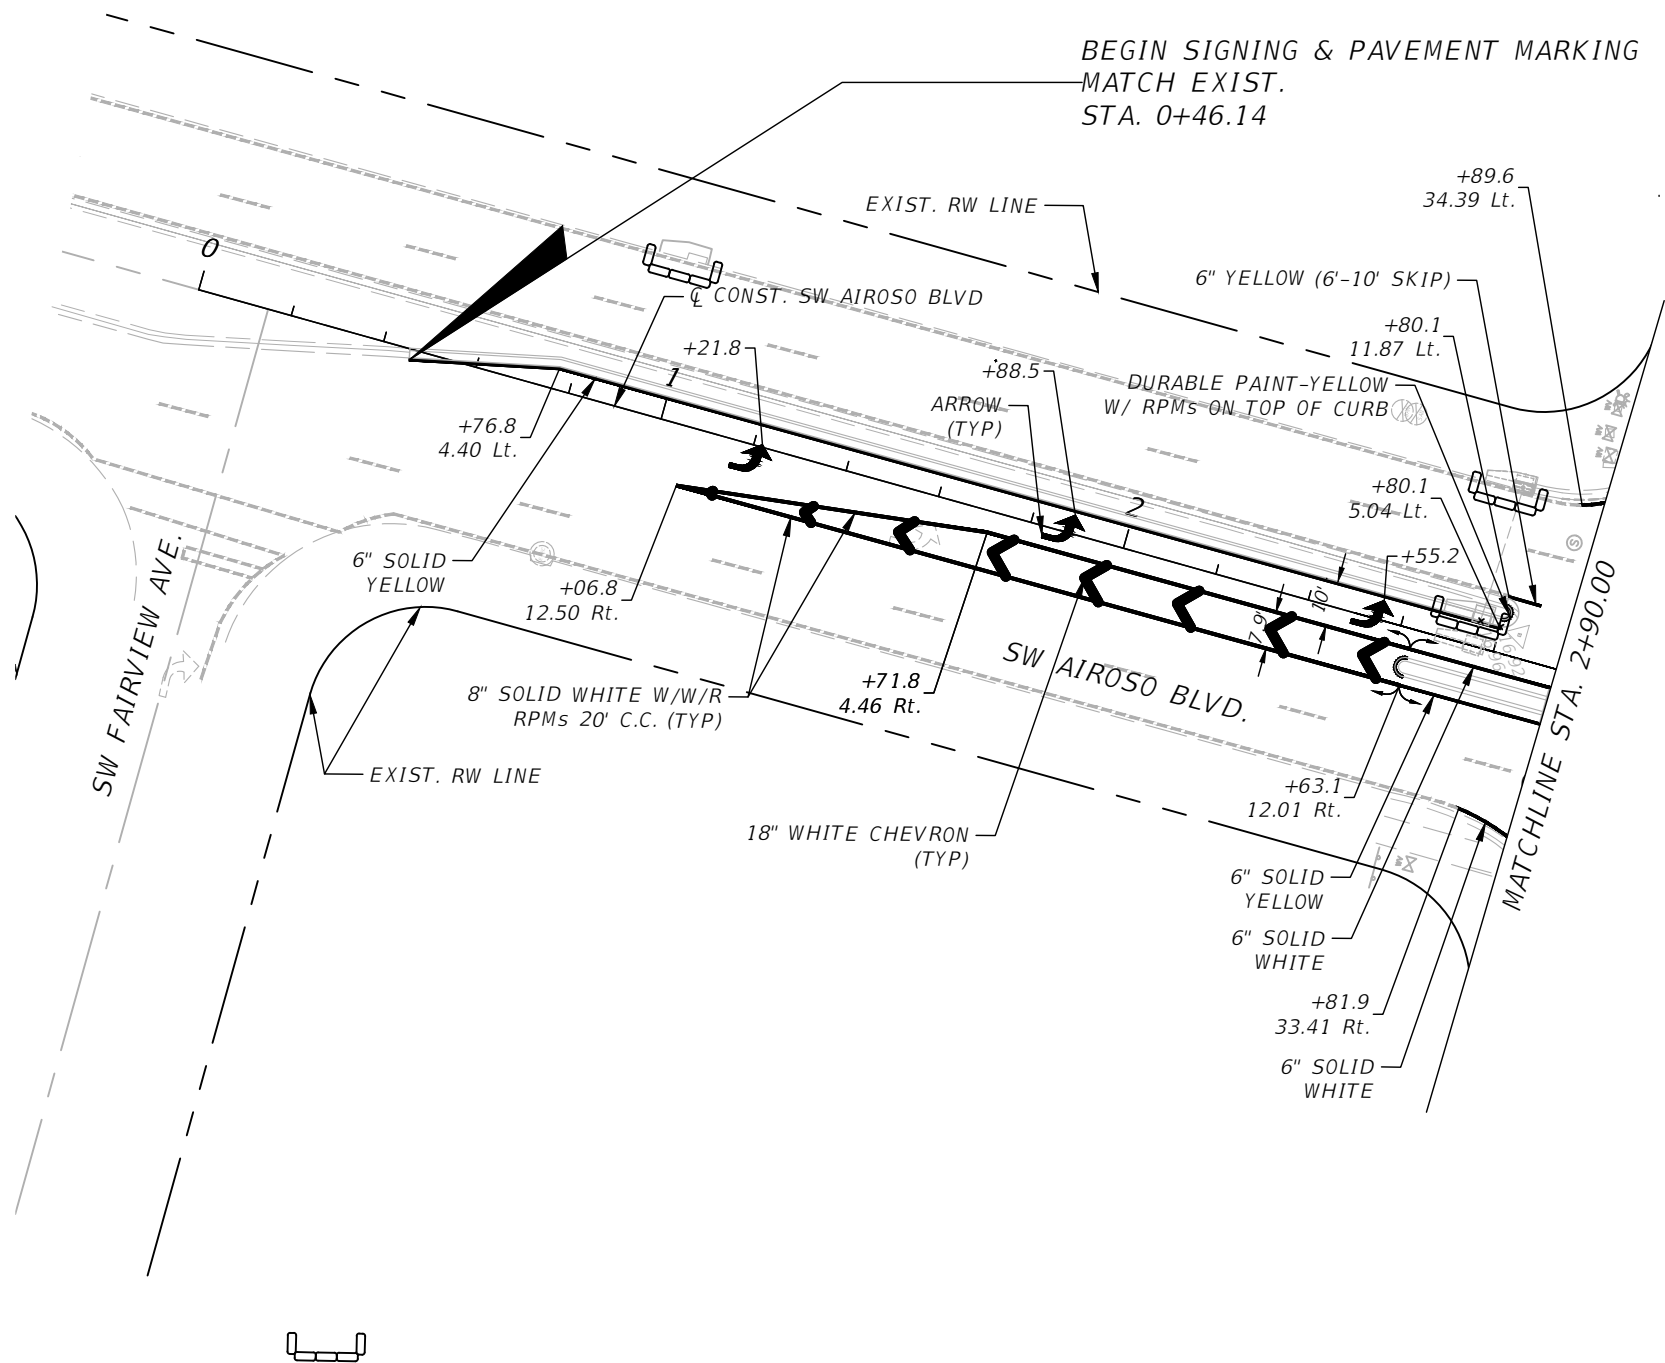 BEGIN SIGNING & PAVEMENT MARKING
MATCH EXIST.
STA. 0+46.14
+89.6
34.39 Lt.
EXIST. RW LINE
0
6" YELLOW (6'-10' SKIP)
℄ CONST. SW AIROSO BLVD
+80.1
11.87 Lt.
+21.8
+88.5
1
DURABLE PAINT-YELLOW
W/ RPMs ON TOP OF CURB
ARROW
(TYP)
+76.8
4.40 Lt.
+80.1
5.04 Lt.
2
6" SOLID
YELLOW
+55.2
+06.8
12.50 Rt.
10'
7.9'
SW AIROSO BLVD.
SW FAIRVIEW AVE.
8" SOLID WHITE W/W/R
RPMs 20' C.C. (TYP)
+71.8
4.46 Rt.
MATCHLINE STA. 2+90.00
EXIST. RW LINE
+63.1
12.01 Rt.
18" WHITE CHEVRON
(TYP)
6" SOLID
YELLOW
6" SOLID
WHITE
+81.9
33.41 Rt.
6" SOLID
WHITE